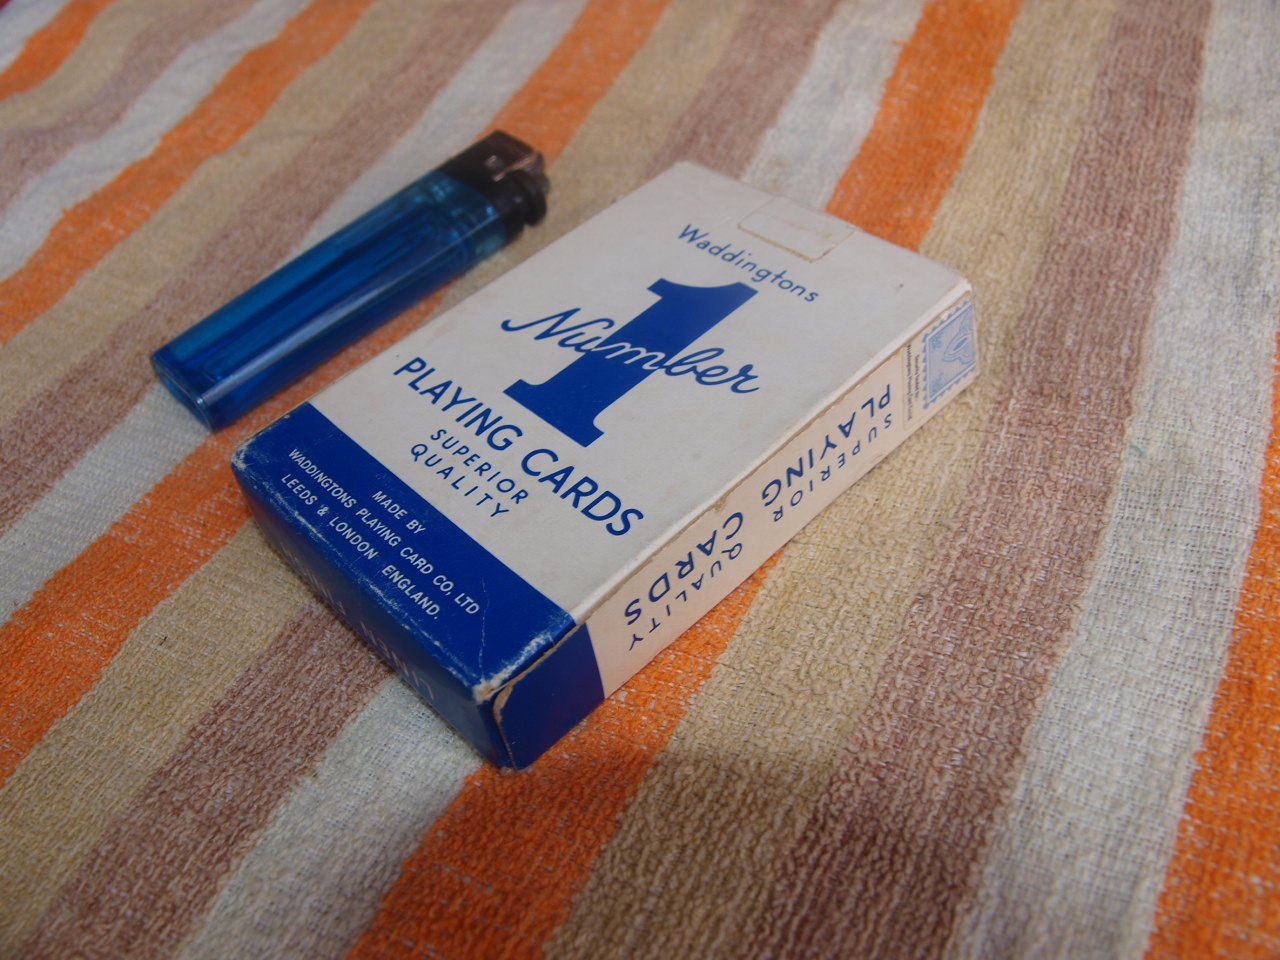 Waddingtons
Number
1
PLAYING CARDS
SUPERIOR
QUALITY
MADE BY
WADDINGTONS PLAYING CARD CO, LTD
LEEDS & LONDON ENGLAND.
SUPERIOR QUALITY
PLAYING CARDS